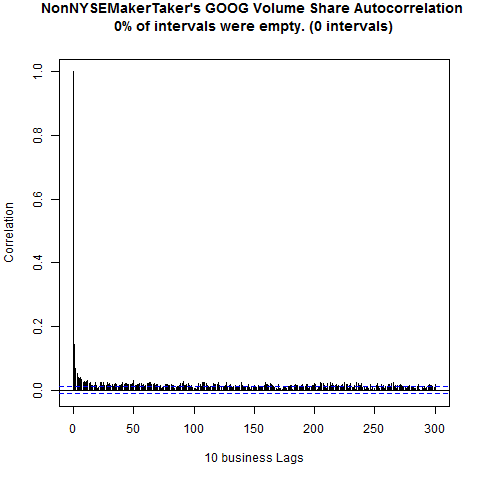 NonNYSEMakerTaker's GOOG Volume Share Autocorrelation
0% of intervals were empty. (0 intervals)
Correlation
1.0
0.8
0.6
0.4
0.2
0.0
0 50 100 150 200 250 300
10 business Lags